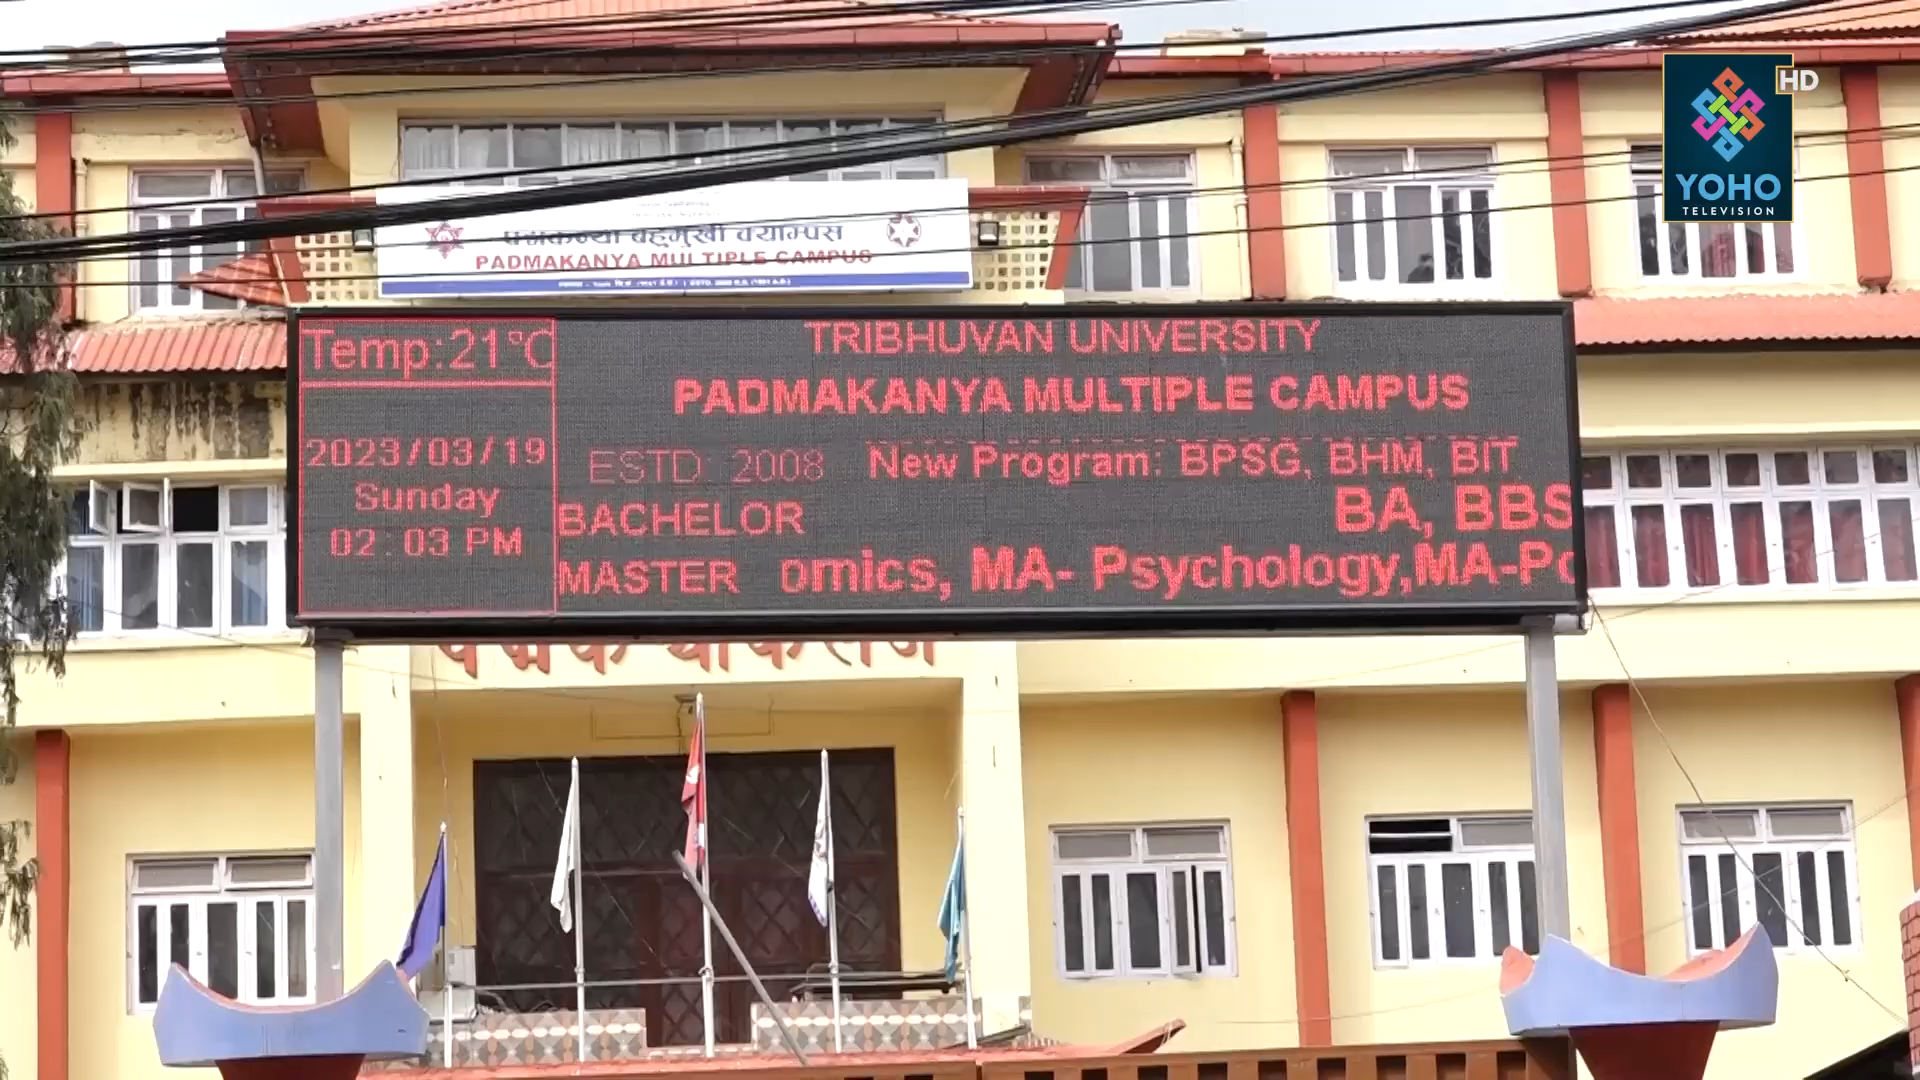 HD
YOHO
TELEVISION
पद्मकन्या बहुमुखी क्याम्पस
PADMAKANYA MULTIPLE CAMPUS
Temp:21°C
2023/03/19
Sunday
02:03 PM
TRIBHUVAN UNIVERSITY
PADMAKANYA MULTIPLE CAMPUS
ESTD: 2008 New Program: BPSG, BHM, BIT
BACHELOR BA, BBS
MASTER omics, MA- Psychology,MA-Po